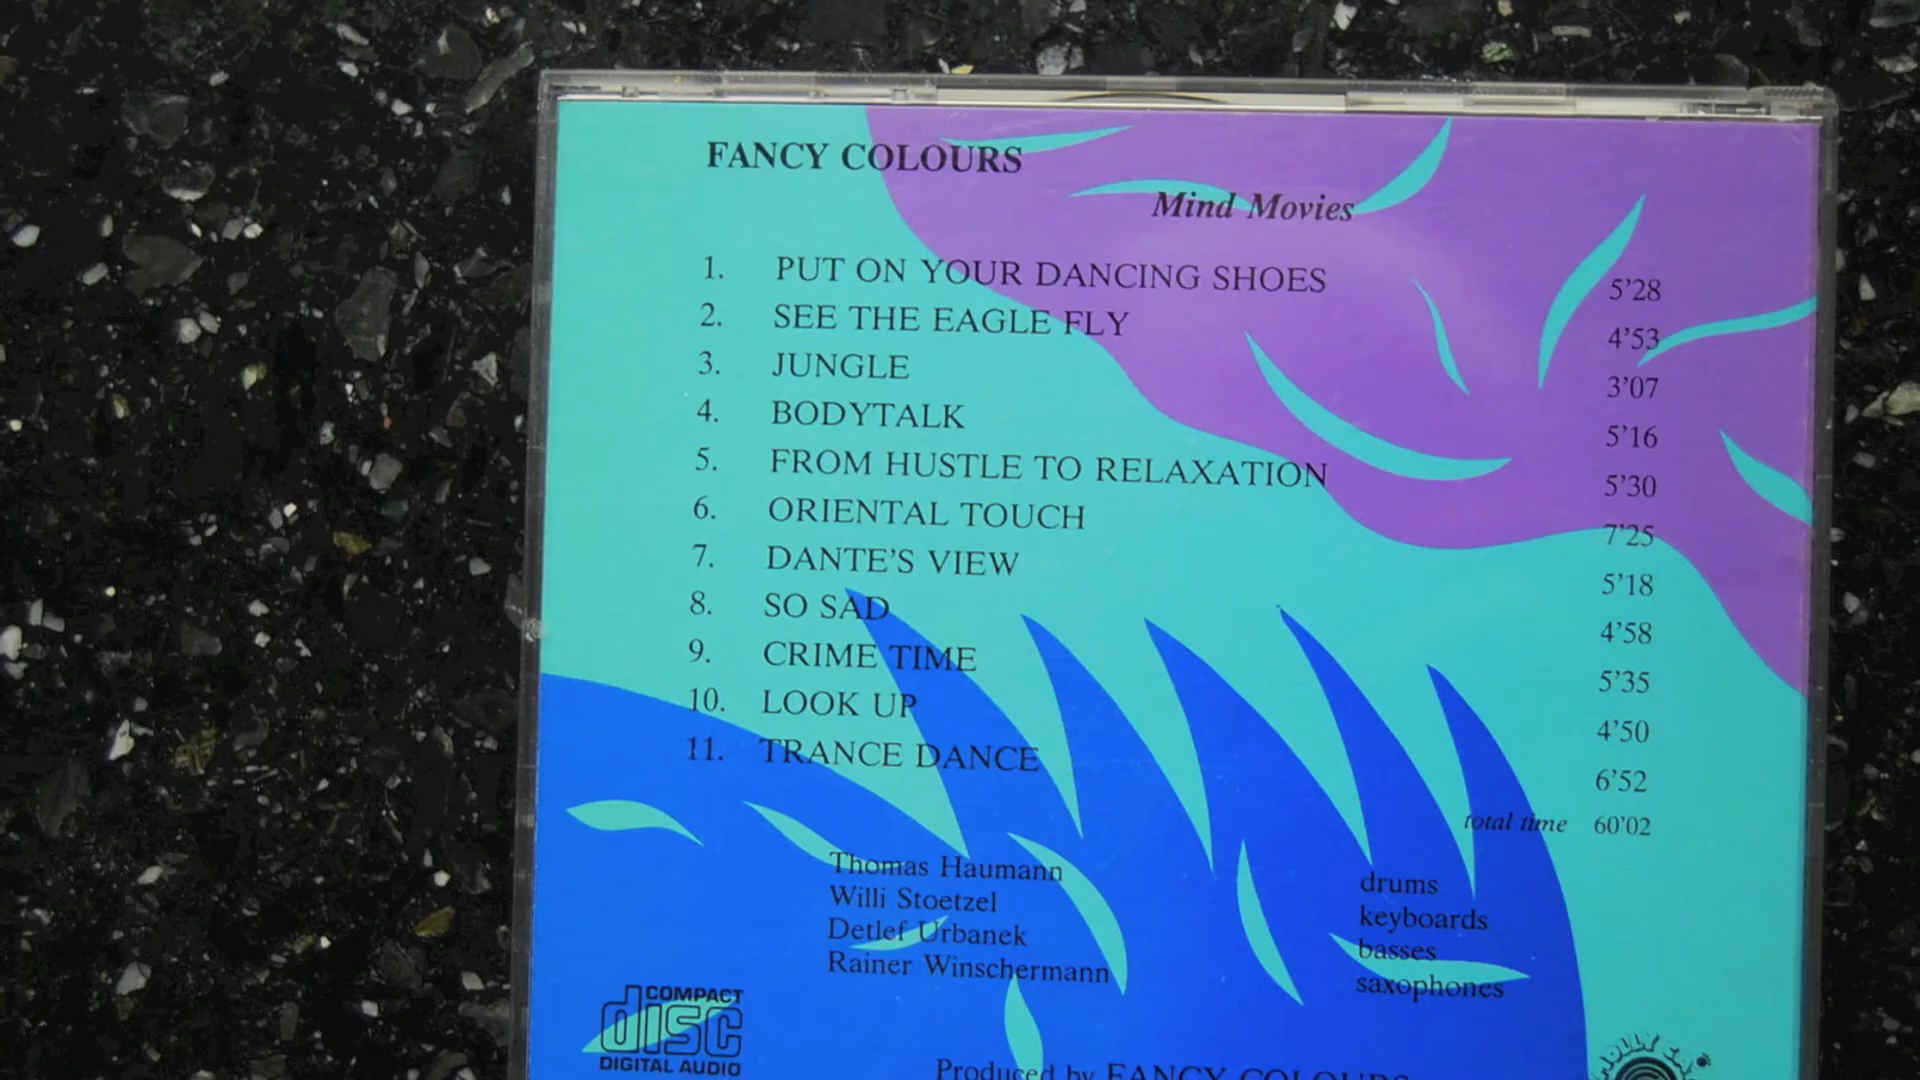 FANCY COLOURS
Mind Movies
1. PUT ON YOUR DANCING SHOES 5'28
2. SEE THE EAGLE FLY 4'53
3. JUNGLE 3'07
4. BODYTALK 5'16
5. FROM HUSTLE TO RELAXATION 5'30
6. ORIENTAL TOUCH 7'25
7. DANTE'S VIEW 5'18
8. SO SAD 4'58
9. CRIME TIME 5'35
10. LOOK UP 4'50
11. TRANCE DANCE 6'52
total time 60'02
Thomas Haumann drums
Willi Stoetzel keyboards
Detlef Urbanek basses
Rainer Winschermann saxophones
COMPACT
disc
DIGITAL AUDIO
Produced by FANCY COLOURS